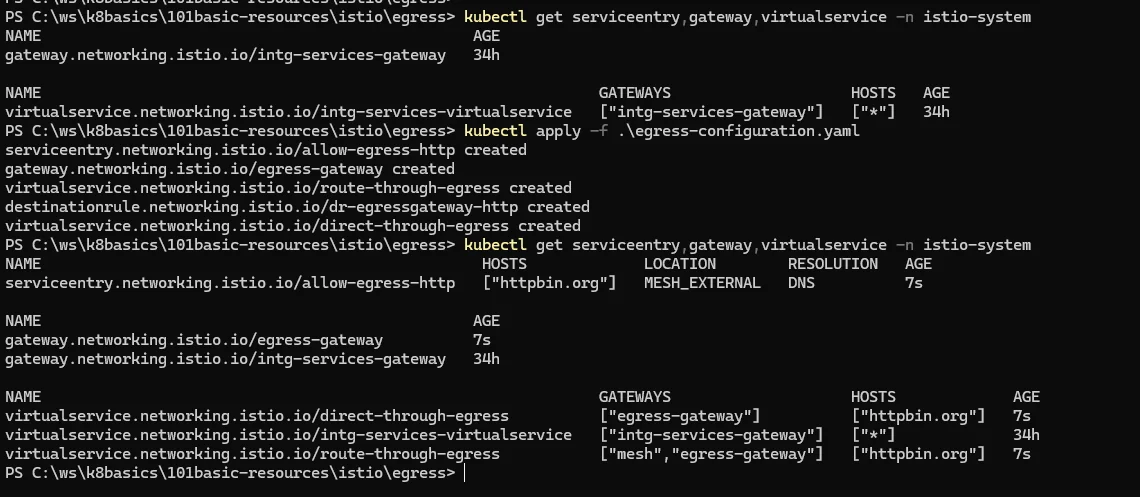 PS C:\ws\k8basics\101basic-resources\istio\egress> kubectl get serviceentry,gateway,virtualservice -n istio-system
NAME AGE
gateway.networking.istio.io/intg-services-gateway 34h
NAME GATEWAYS HOSTS AGE
virtualservice.networking.istio.io/intg-services-virtualservice ["intg-services-gateway"] ["*"] 34h
PS C:\ws\k8basics\101basic-resources\istio\egress> kubectl apply -f .\egress-configuration.yaml
serviceentry.networking.istio.io/allow-egress-http created
gateway.networking.istio.io/egress-gateway created
virtualservice.networking.istio.io/route-through-egress created
destinationrule.networking.istio.io/dr-egressgateway-http created
virtualservice.networking.istio.io/direct-through-egress created
PS C:\ws\k8basics\101basic-resources\istio\egress> kubectl get serviceentry,gateway,virtualservice -n istio-system
NAME HOSTS LOCATION RESOLUTION AGE
serviceentry.networking.istio.io/allow-egress-http ["httpbin.org"] MESH_EXTERNAL DNS 7s
NAME AGE
gateway.networking.istio.io/egress-gateway 7s
gateway.networking.istio.io/intg-services-gateway 34h
NAME GATEWAYS HOSTS AGE
virtualservice.networking.istio.io/direct-through-egress ["egress-gateway"] ["httpbin.org"] 7s
virtualservice.networking.istio.io/intg-services-virtualservice ["intg-services-gateway"] ["*"] 34h
virtualservice.networking.istio.io/route-through-egress ["mesh","egress-gateway"] ["httpbin.org"] 7s
PS C:\ws\k8basics\101basic-resources\istio\egress>